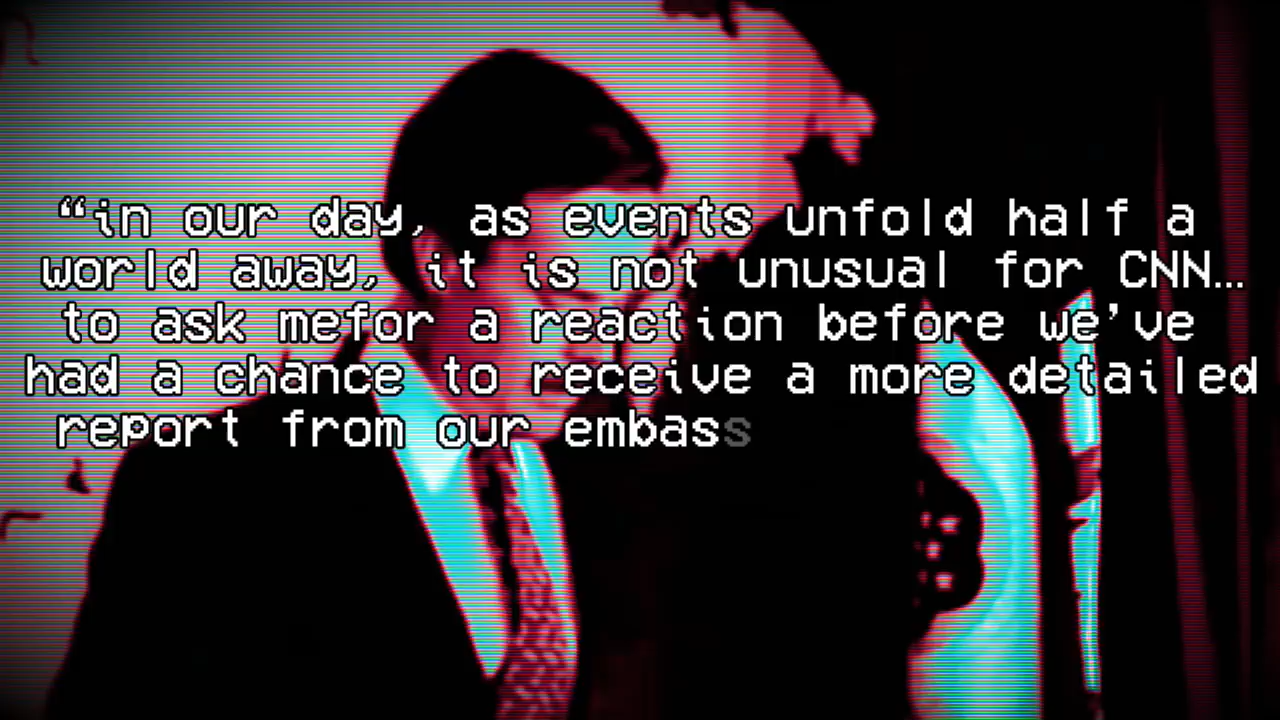 “in our day, as events unfold half a
world away, it is not unusual for CNN…
to ask mefor a reaction before we’ve
had a chance to receive a more detailed
report from our embass